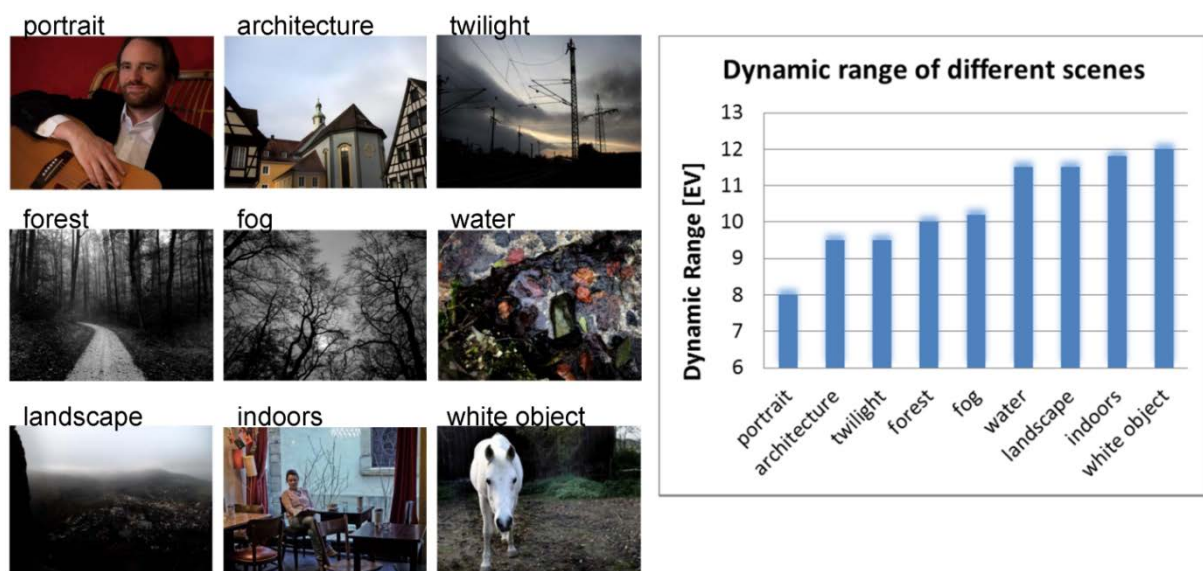 portrait
architecture
twilight
forest
fog
water
landscape
indoors
white object
Dynamic range of different scenes
Dynamic Range [EV]
13
12
11
10
9
8
7
6
portrait
architecture
twilight
forest
fog
water
landscape
indoors
white object